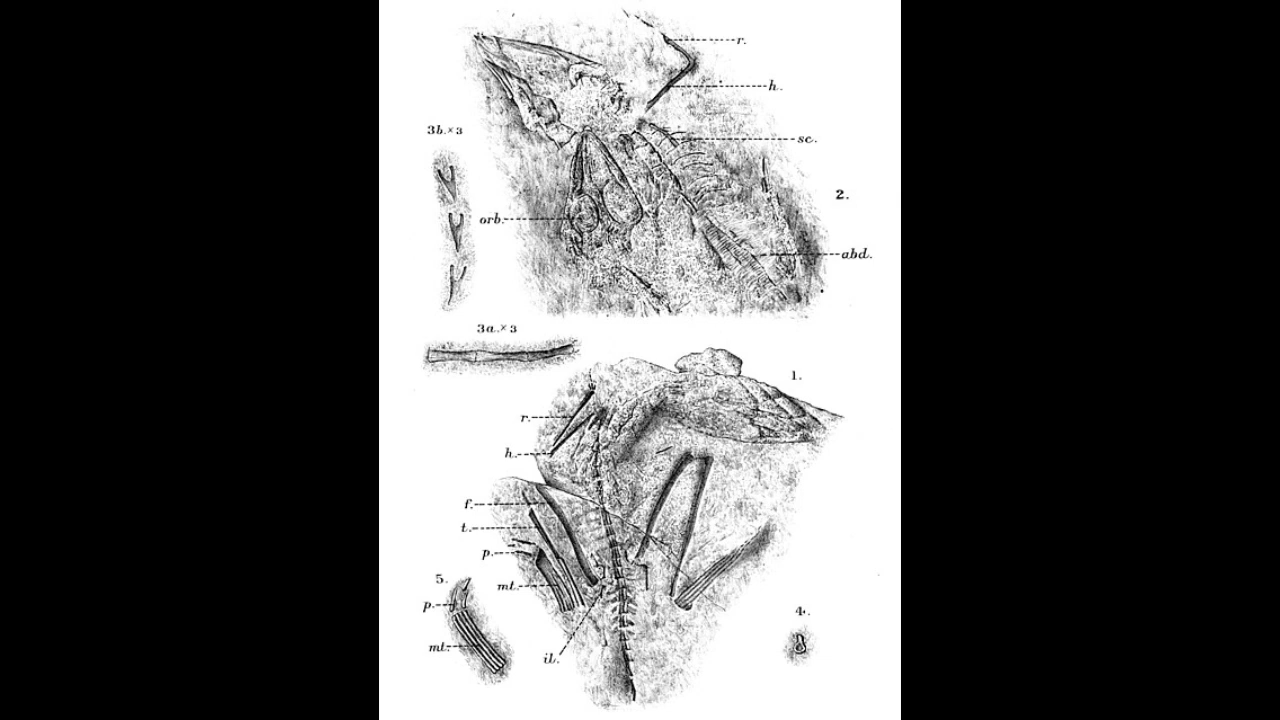 r.
h.
3b.×3
sc.
2.
orb.
abd.
3a.×3
1.
r.
h.
f.
t.
p.
5.
mt.
p.
4.
mt.
il.